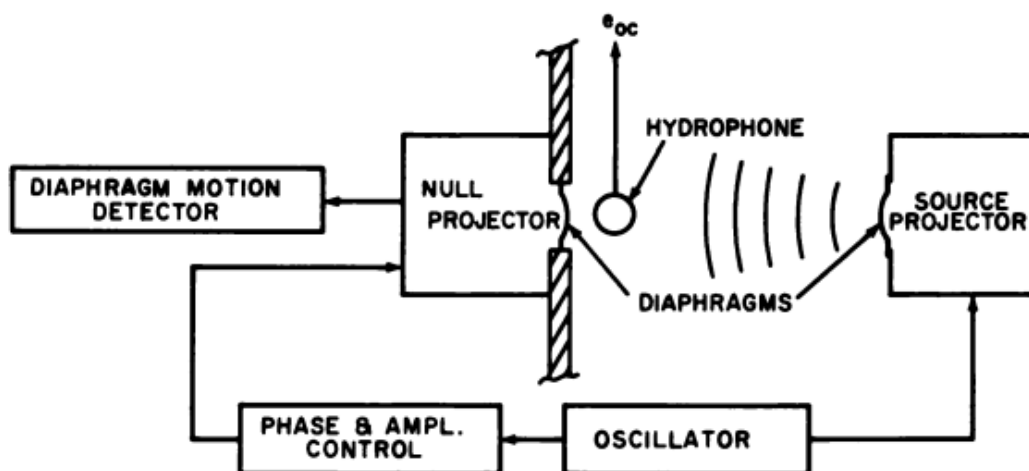 e_oc
HYDROPHONE
DIAPHRAGM MOTION
DETECTOR
NULL
PROJECTOR
SOURCE
PROJECTOR
DIAPHRAGMS
PHASE & AMPL.
CONTROL
OSCILLATOR